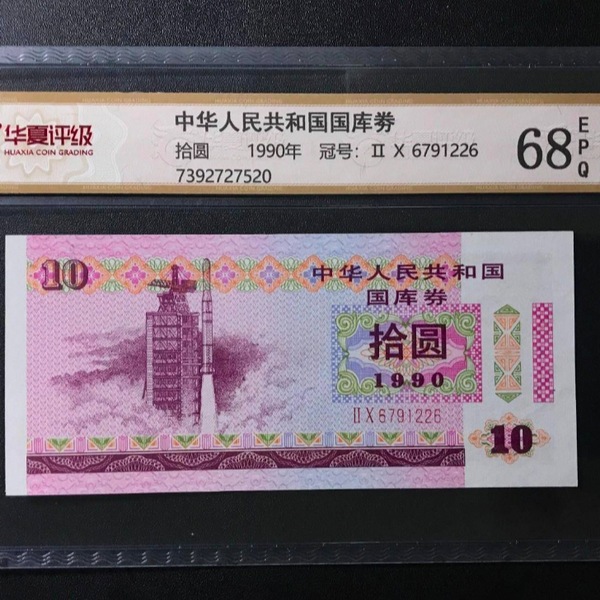 华夏评级
HUAXIA COIN GRADING
中华人民共和国国库券
拾圆 1990年 冠号: Ⅱ X 6791226
7392727520
68 EPQ
10
中华人民共和国
国库券
拾圆
1990
ⅡX6791226
10